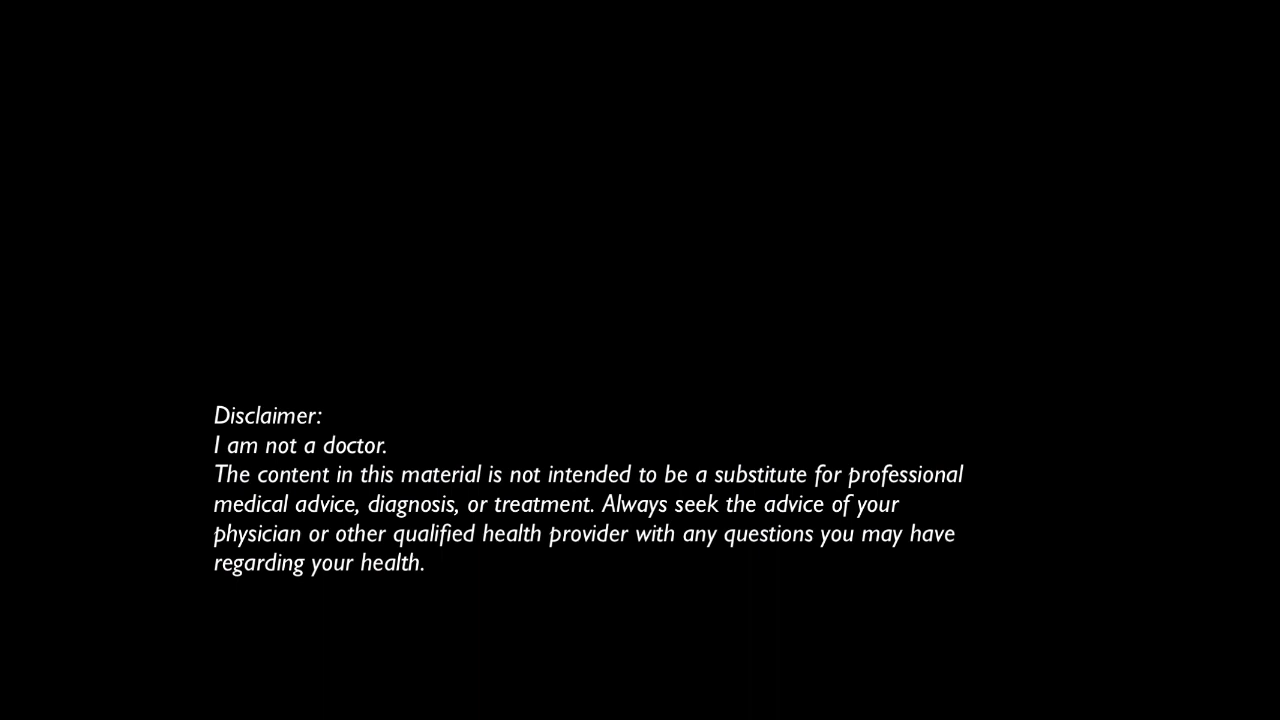 Disclaimer:
I am not a doctor.
The content in this material is not intended to be a substitute for professional
medical advice, diagnosis, or treatment. Always seek the advice of your
physician or other qualified health provider with any questions you may have
regarding your health.